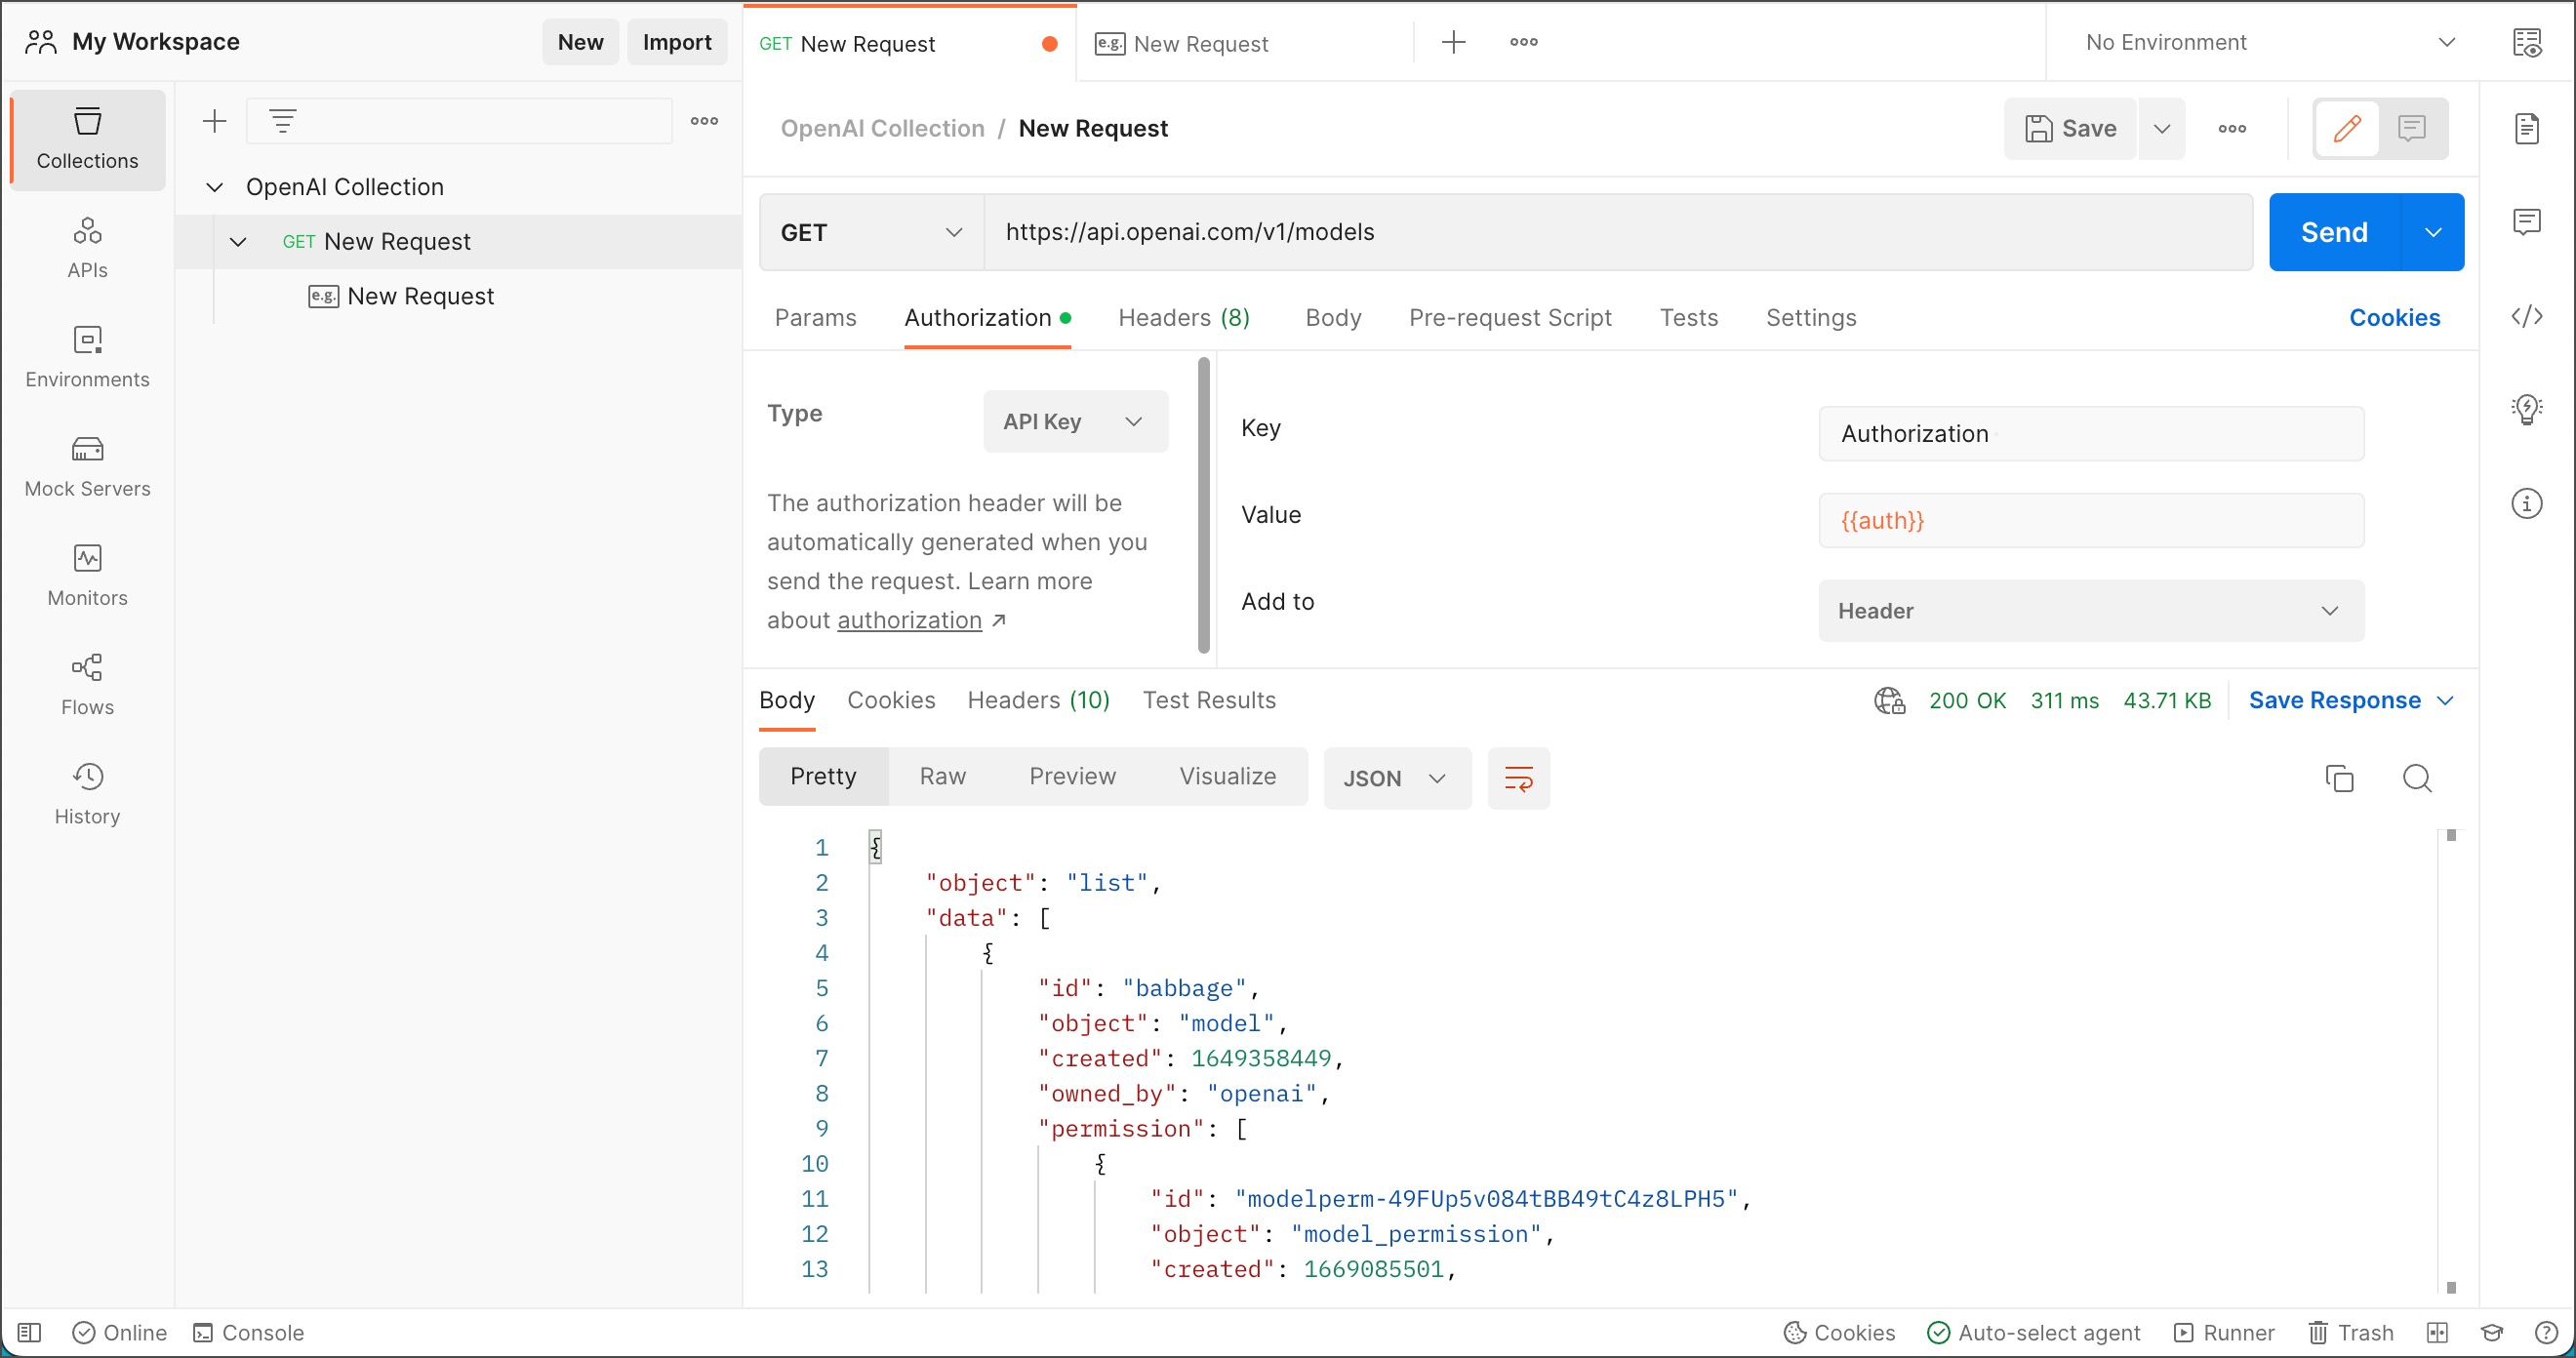 My Workspace New Import GET New Request e.g. New Request No Environment
Collections
APIs
Environments
Mock Servers
Monitors
Flows
History
OpenAI Collection
GET New Request
e.g. New Request
OpenAI Collection / New Request Save
GET https://api.openai.com/v1/models Send
Params Authorization Headers (8) Body Pre-request Script Tests Settings Cookies
Type API Key
The authorization header will be
automatically generated when you
send the request. Learn more
about authorization ↗
Key Authorization
Value {{auth}}
Add to Header
Body Cookies Headers (10) Test Results 200 OK 311 ms 43.71 KB Save Response
Pretty Raw Preview Visualize JSON
1 {
2 "object": "list",
3 "data": [
4 {
5 "id": "babbage",
6 "object": "model",
7 "created": 1649358449,
8 "owned_by": "openai",
9 "permission": [
10 {
11 "id": "modelperm-49FUp5v084tBB49tC4z8LPH5",
12 "object": "model_permission",
13 "created": 1669085501,
Online Console Cookies Auto-select agent Runner Trash